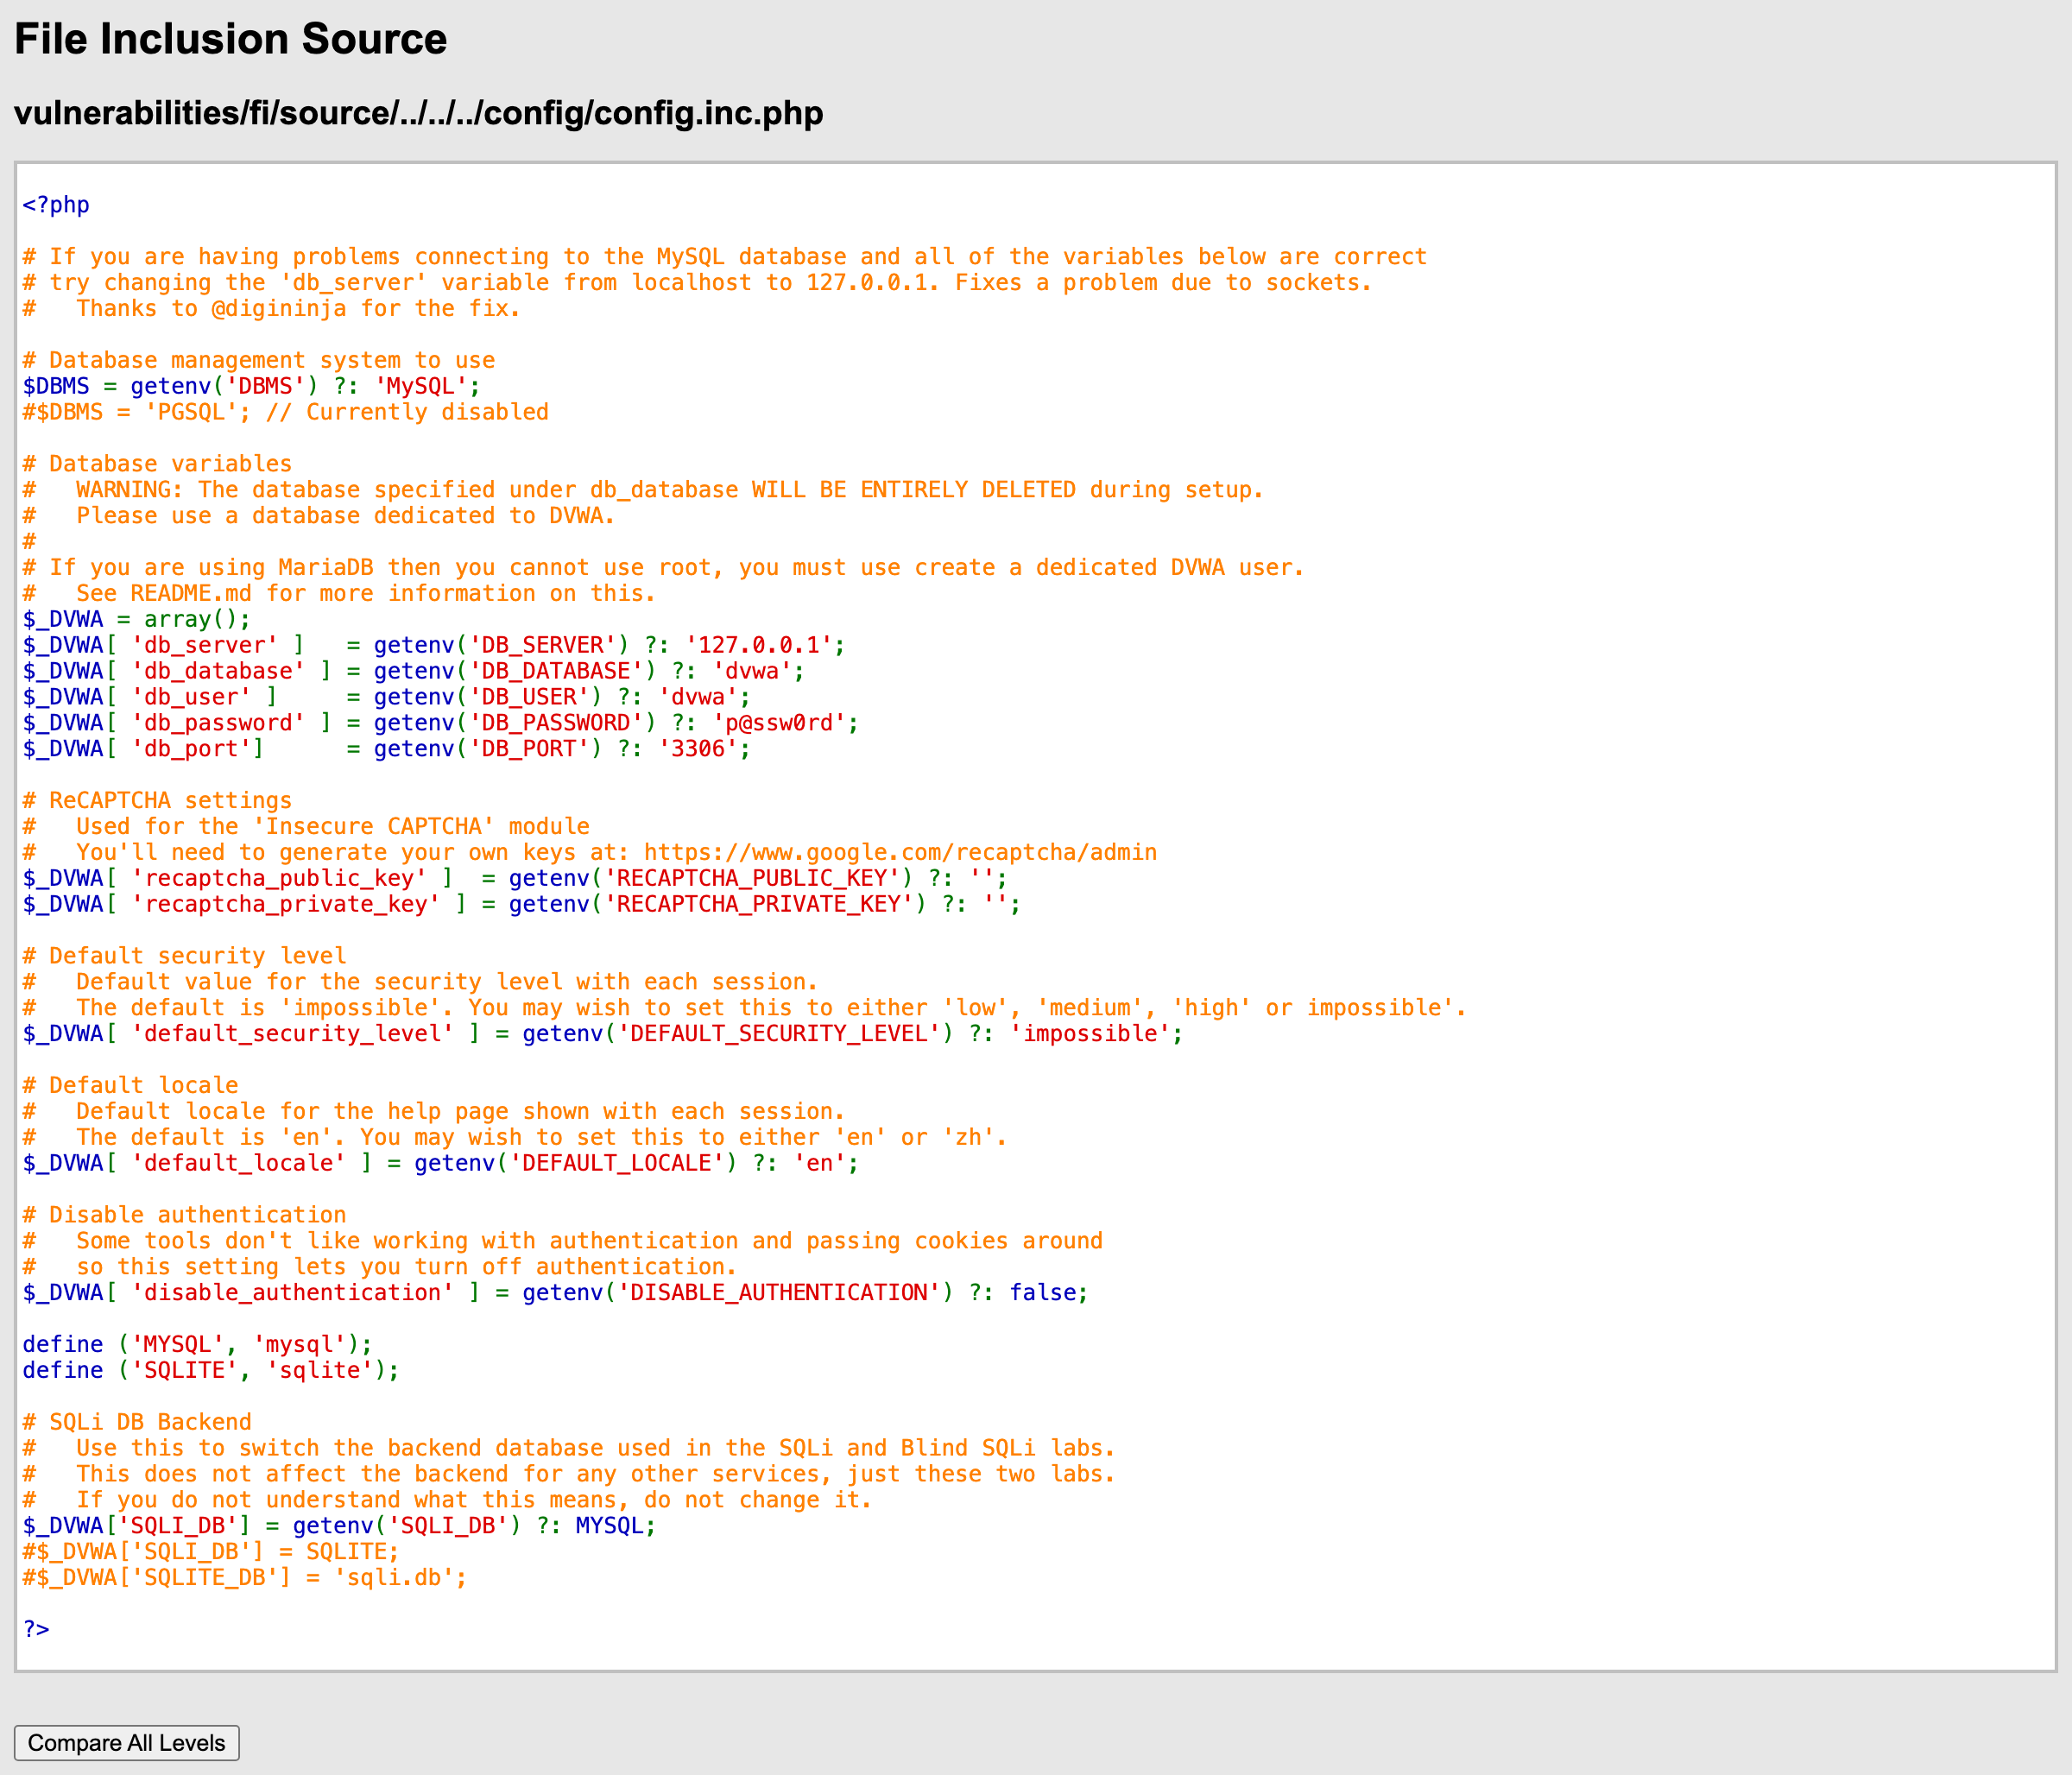 File Inclusion Source
vulnerabilities/fi/source/../../../config/config.inc.php
<?php
# If you are having problems connecting to the MySQL database and all of the variables below are correct
# try changing the 'db_server' variable from localhost to 127.0.0.1. Fixes a problem due to sockets.
#   Thanks to @digininja for the fix.
# Database management system to use
$DBMS = getenv('DBMS') ?: 'MySQL';
#$DBMS = 'PGSQL'; // Currently disabled
# Database variables
#   WARNING: The database specified under db_database WILL BE ENTIRELY DELETED during setup.
#   Please use a database dedicated to DVWA.
#
# If you are using MariaDB then you cannot use root, you must use create a dedicated DVWA user.
#   See README.md for more information on this.
$_DVWA = array();
$_DVWA[ 'db_server' ]   = getenv('DB_SERVER') ?: '127.0.0.1';
$_DVWA[ 'db_database' ] = getenv('DB_DATABASE') ?: 'dvwa';
$_DVWA[ 'db_user' ]     = getenv('DB_USER') ?: 'dvwa';
$_DVWA[ 'db_password' ] = getenv('DB_PASSWORD') ?: 'p@ssw0rd';
$_DVWA[ 'db_port']      = getenv('DB_PORT') ?: '3306';
# ReCAPTCHA settings
#   Used for the 'Insecure CAPTCHA' module
#   You'll need to generate your own keys at: https://www.google.com/recaptcha/admin
$_DVWA[ 'recaptcha_public_key' ]  = getenv('RECAPTCHA_PUBLIC_KEY') ?: '';
$_DVWA[ 'recaptcha_private_key' ] = getenv('RECAPTCHA_PRIVATE_KEY') ?: '';
# Default security level
#   Default value for the security level with each session.
#   The default is 'impossible'. You may wish to set this to either 'low', 'medium', 'high' or impossible'.
$_DVWA[ 'default_security_level' ] = getenv('DEFAULT_SECURITY_LEVEL') ?: 'impossible';
# Default locale
#   Default locale for the help page shown with each session.
#   The default is 'en'. You may wish to set this to either 'en' or 'zh'.
$_DVWA[ 'default_locale' ] = getenv('DEFAULT_LOCALE') ?: 'en';
# Disable authentication
#   Some tools don't like working with authentication and passing cookies around
#   so this setting lets you turn off authentication.
$_DVWA[ 'disable_authentication' ] = getenv('DISABLE_AUTHENTICATION') ?: false;
define ('MYSQL', 'mysql');
define ('SQLITE', 'sqlite');
# SQLi DB Backend
#   Use this to switch the backend database used in the SQLi and Blind SQLi labs.
#   This does not affect the backend for any other services, just these two labs.
#   If you do not understand what this means, do not change it.
$_DVWA['SQLI_DB'] = getenv('SQLI_DB') ?: MYSQL;
#$_DVWA['SQLI_DB'] = SQLITE;
#$_DVWA['SQLITE_DB'] = 'sqli.db';
?>
Compare All Levels